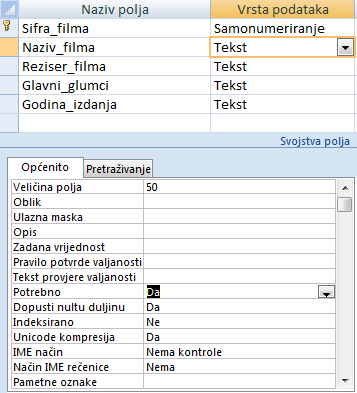 Naziv polja Vrsta podataka
Sifra_filma Samonumeriranje
Naziv_filma Tekst
Reziser_filma Tekst
Glavni_glumci Tekst
Godina_izdanja Tekst
Svojstva polja
Općenito Pretraživanje
Veličina polja 50
Oblik
Ulazna maska
Opis
Zadana vrijednost
Pravilo potvrde valjanosti
Tekst provjere valjanosti
Potrebno Da
Dopusti nultu duljinu Da
Indeksirano Ne
Unicode kompresija Da
IME način Nema kontrole
Način IME rečenice Nema
Pametne oznake